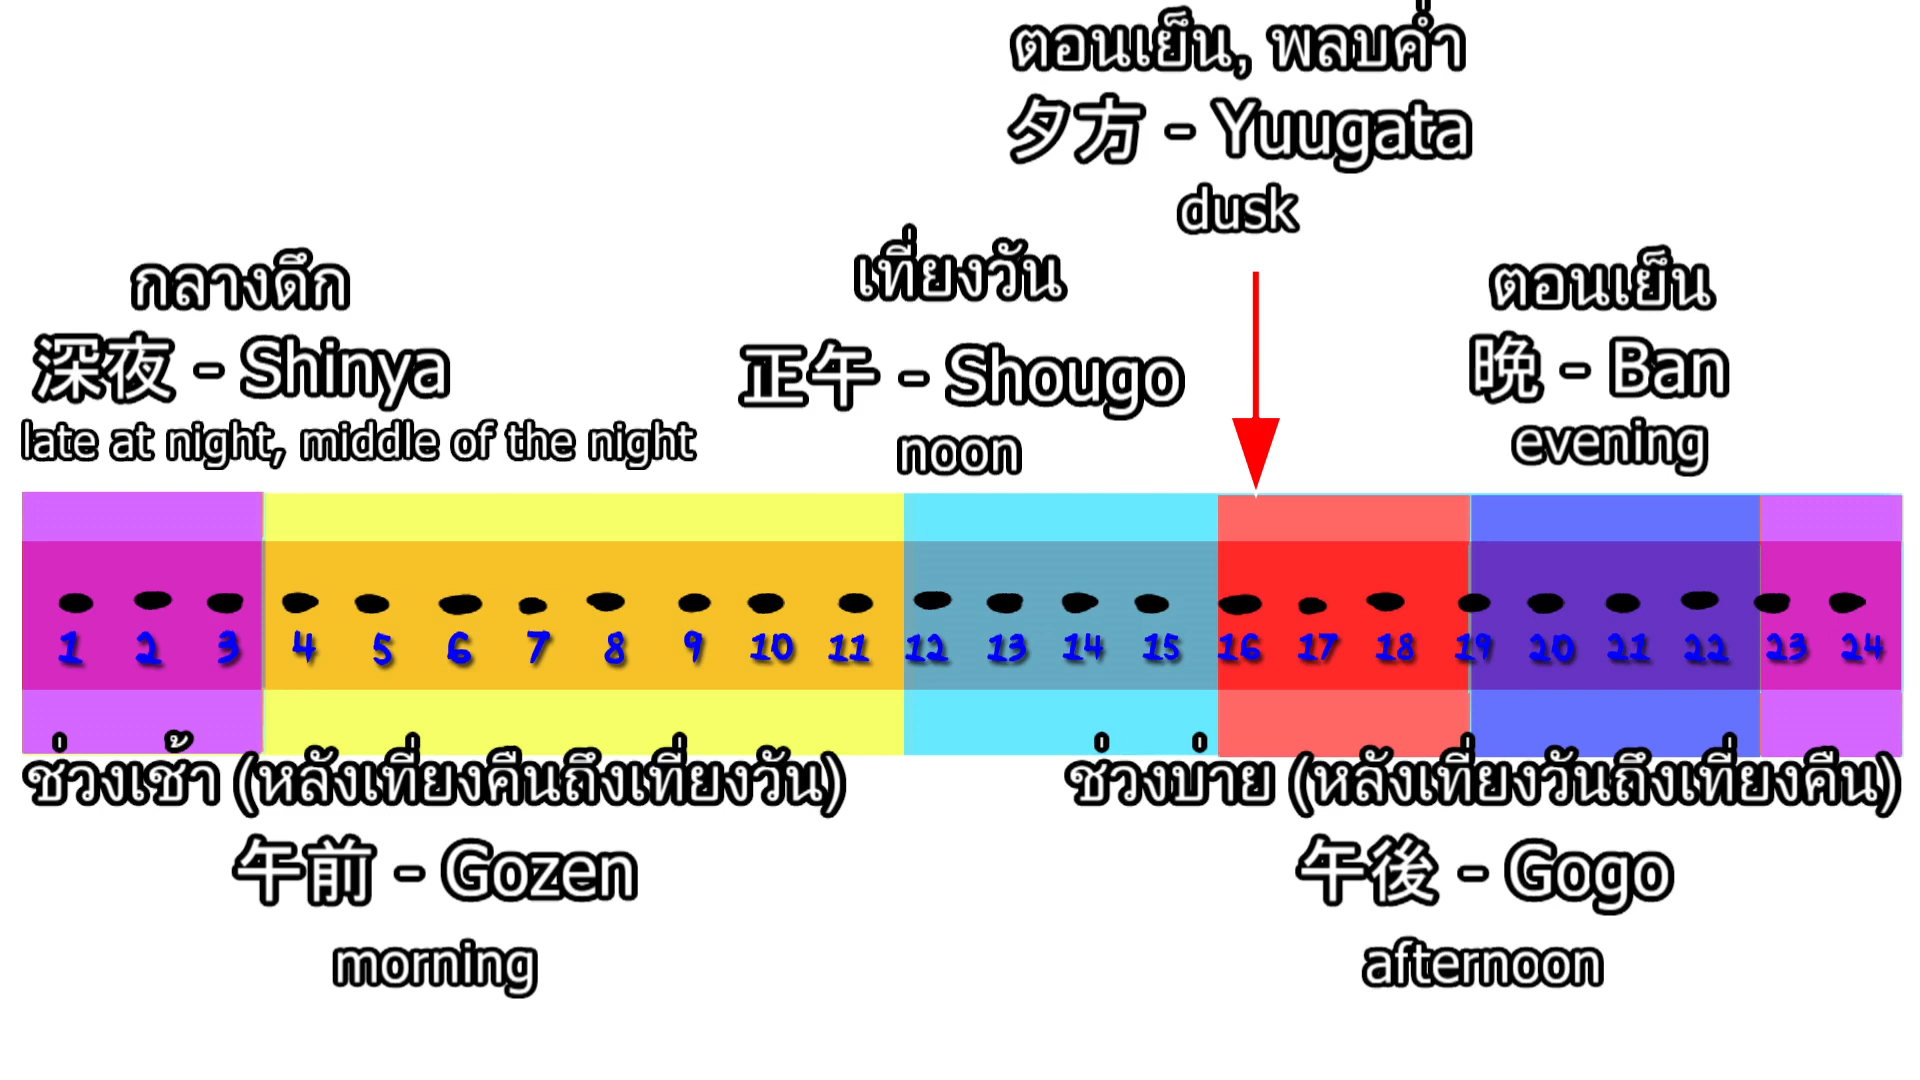 ตอนเย็น, พลบค่ำ
夕方 - Yuugata
dusk
กลางดึก
深夜 - Shinya
late at night, middle of the night
เที่ยงวัน
正午 - Shougo
noon
ตอนเย็น
晩 - Ban
evening
1 2 3 4 5 6 7 8 9 10 11 12 13 14 15 16 17 18 19 20 21 22 23 24
ช่วงเช้า (หลังเที่ยงคืนถึงเที่ยงวัน)
午前 - Gozen
morning
ช่วงบ่าย (หลังเที่ยงวันถึงเที่ยงคืน)
午後 - Gogo
afternoon